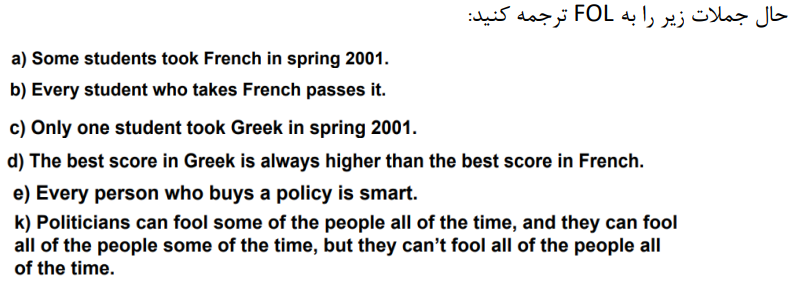 حال جملات زیر را به FOL ترجمه کنید:
a) Some students took French in spring 2001.
b) Every student who takes French passes it.
c) Only one student took Greek in spring 2001.
d) The best score in Greek is always higher than the best score in French.
e) Every person who buys a policy is smart.
k) Politicians can fool some of the people all of the time, and they can fool
all of the people some of the time, but they can't fool all of the people all
of the time.